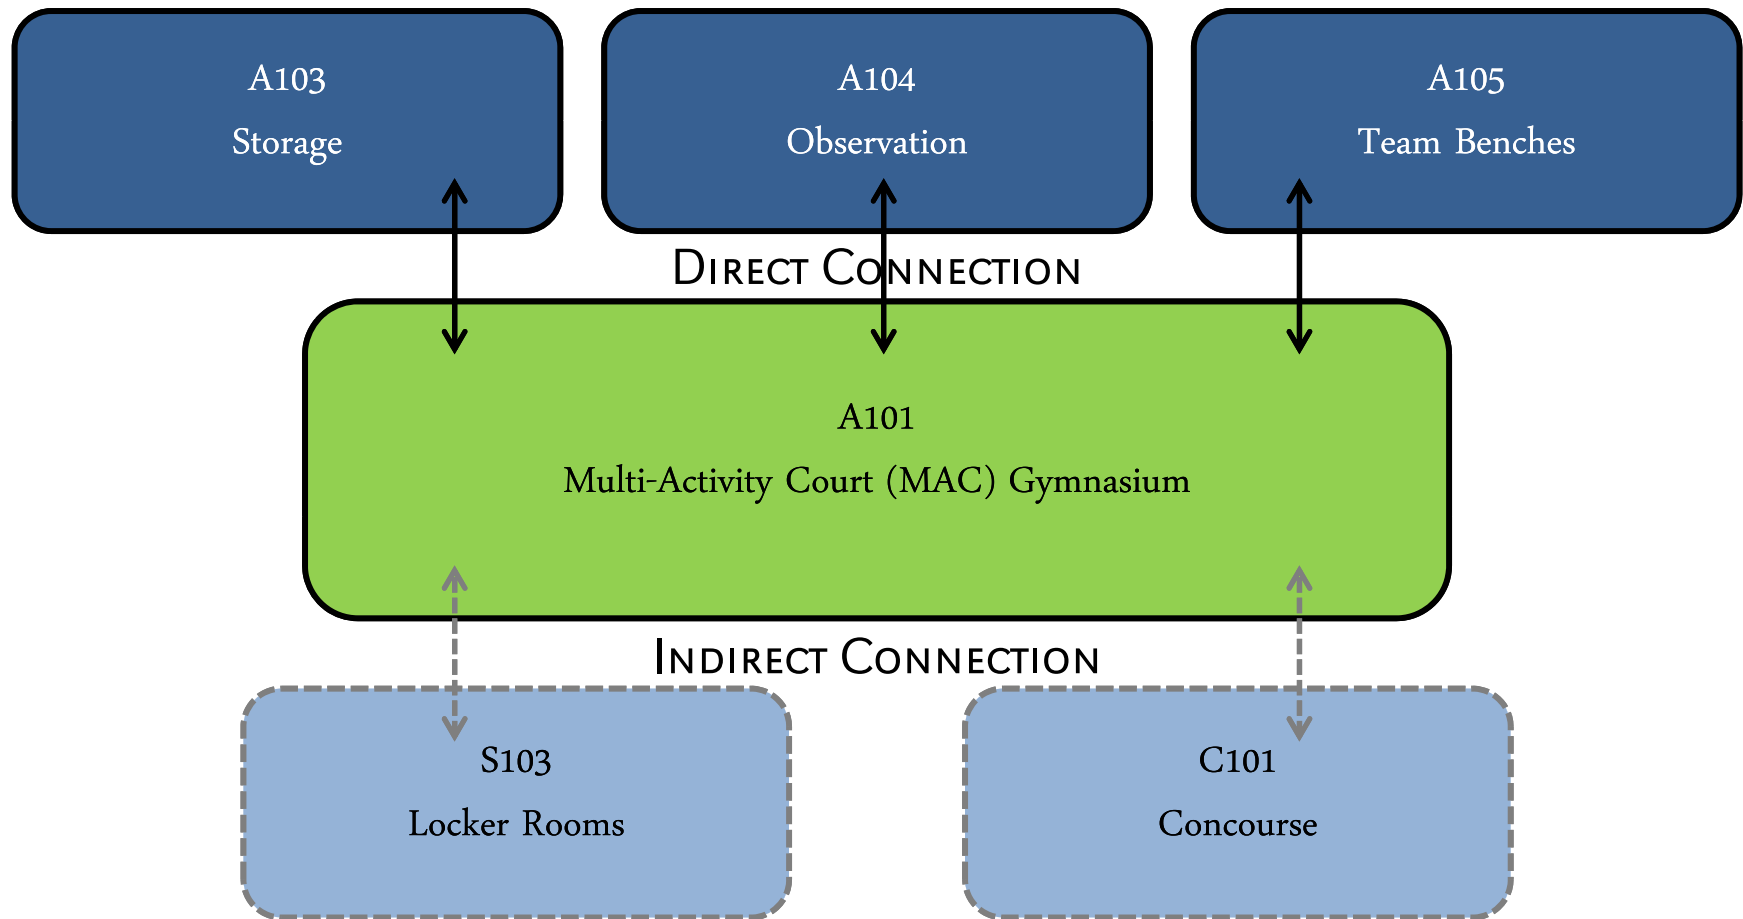 A103
Storage
A104
Observation
A105
Team Benches
Direct Connection
A101
Multi-Activity Court (MAC) Gymnasium
Indirect Connection
S103
Locker Rooms
C101
Concourse